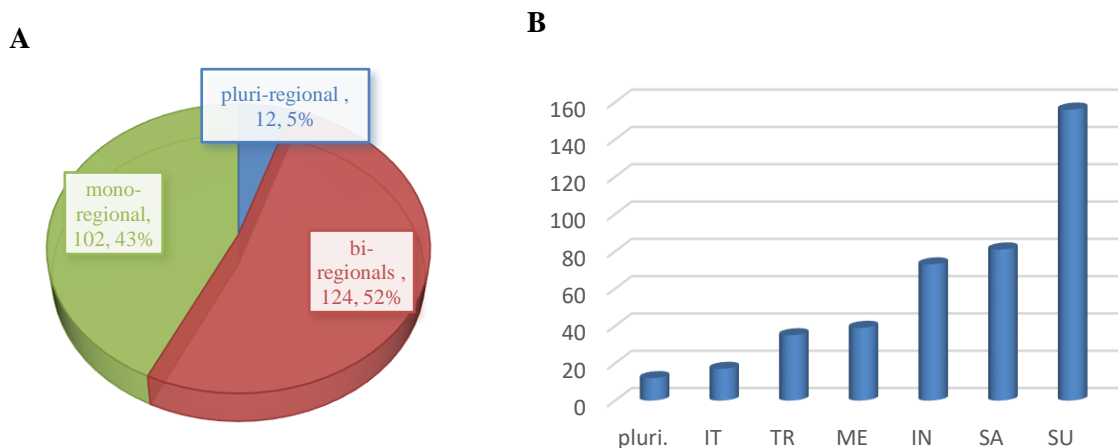 A
pluri-regional ,
12, 5%
mono-
regional,
102, 43%
bi-
regionals ,
124, 52%
B
160
140
120
100
80
60
40
20
0
pluri. IT TR ME IN SA SU